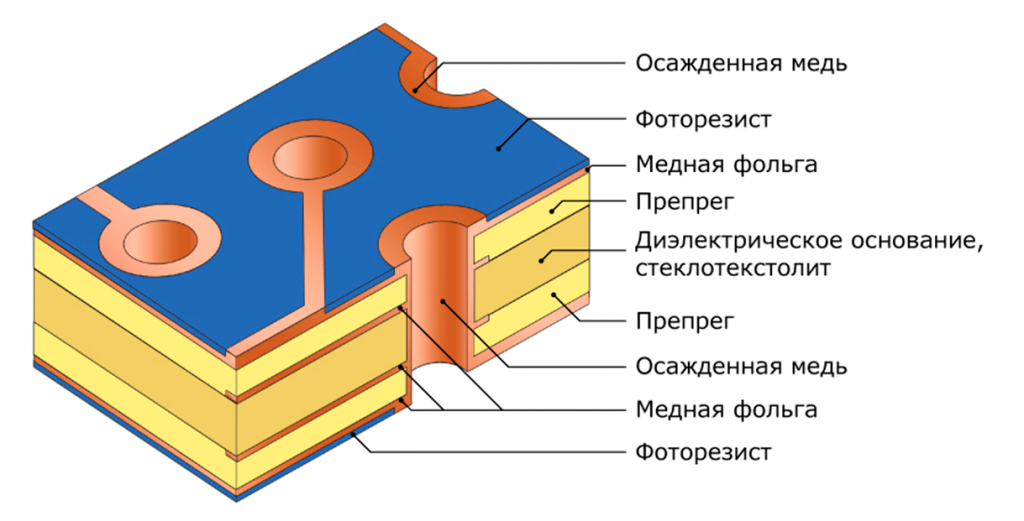 Осажденная медь
Фоторезист
Медная фольга
Препрег
Диэлектрическое основание,
стеклотекстолит
Препрег
Осажденная медь
Медная фольга
Фоторезист